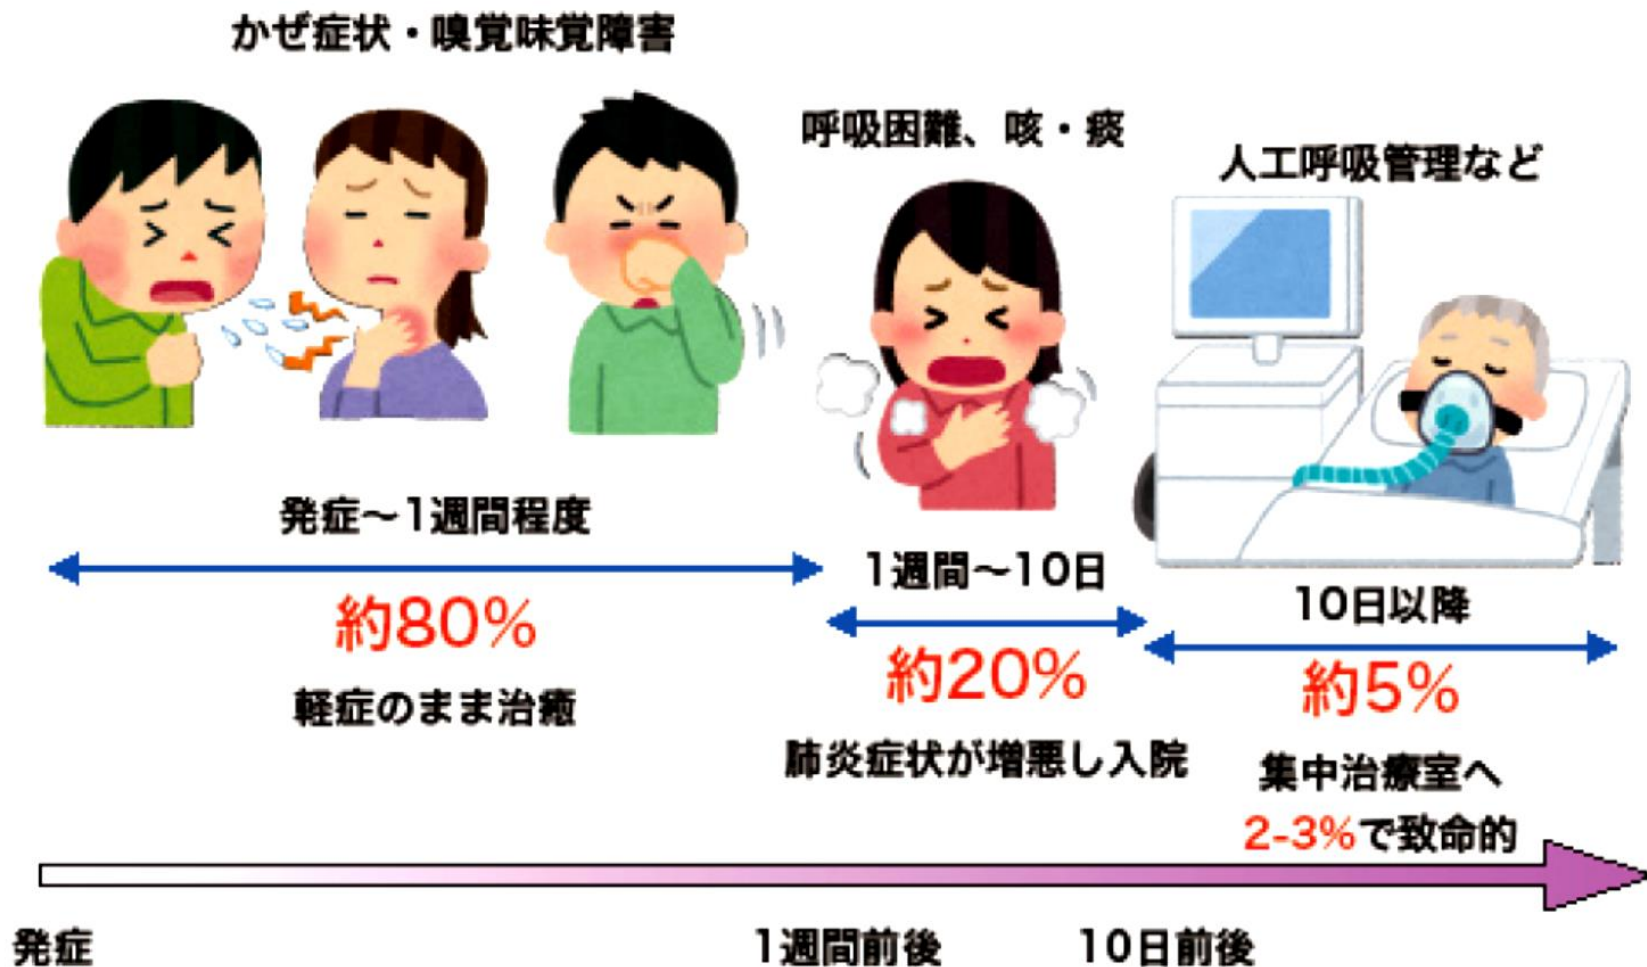 かぜ症状・嗅覚味覚障害
呼吸困難、咳・痰
人工呼吸管理など
発症～1週間程度
約80%
軽症のまま治癒
1週間～10日
約20%
肺炎症状が増悪し入院
10日以降
約5%
集中治療室へ
2-3%で致命的
発症
1週間前後
10日前後